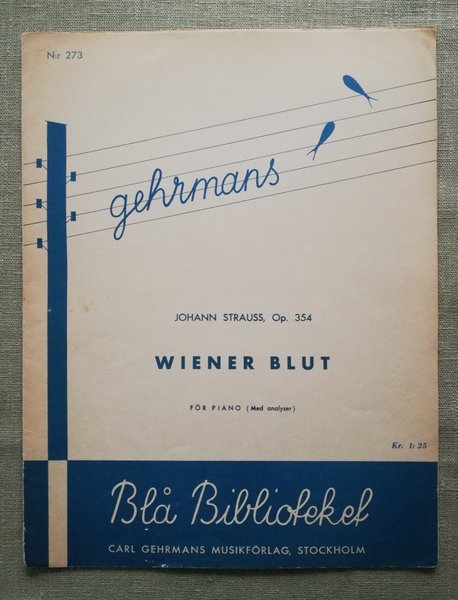 N:r 273
gehrmans
JOHANN STRAUSS, Op. 354
WIENER BLUT
FÖR PIANO (Med analyser)
Kr. 1:25
Blå Biblioteket
CARL GEHRMANS MUSIKFÖRLAG, STOCKHOLM